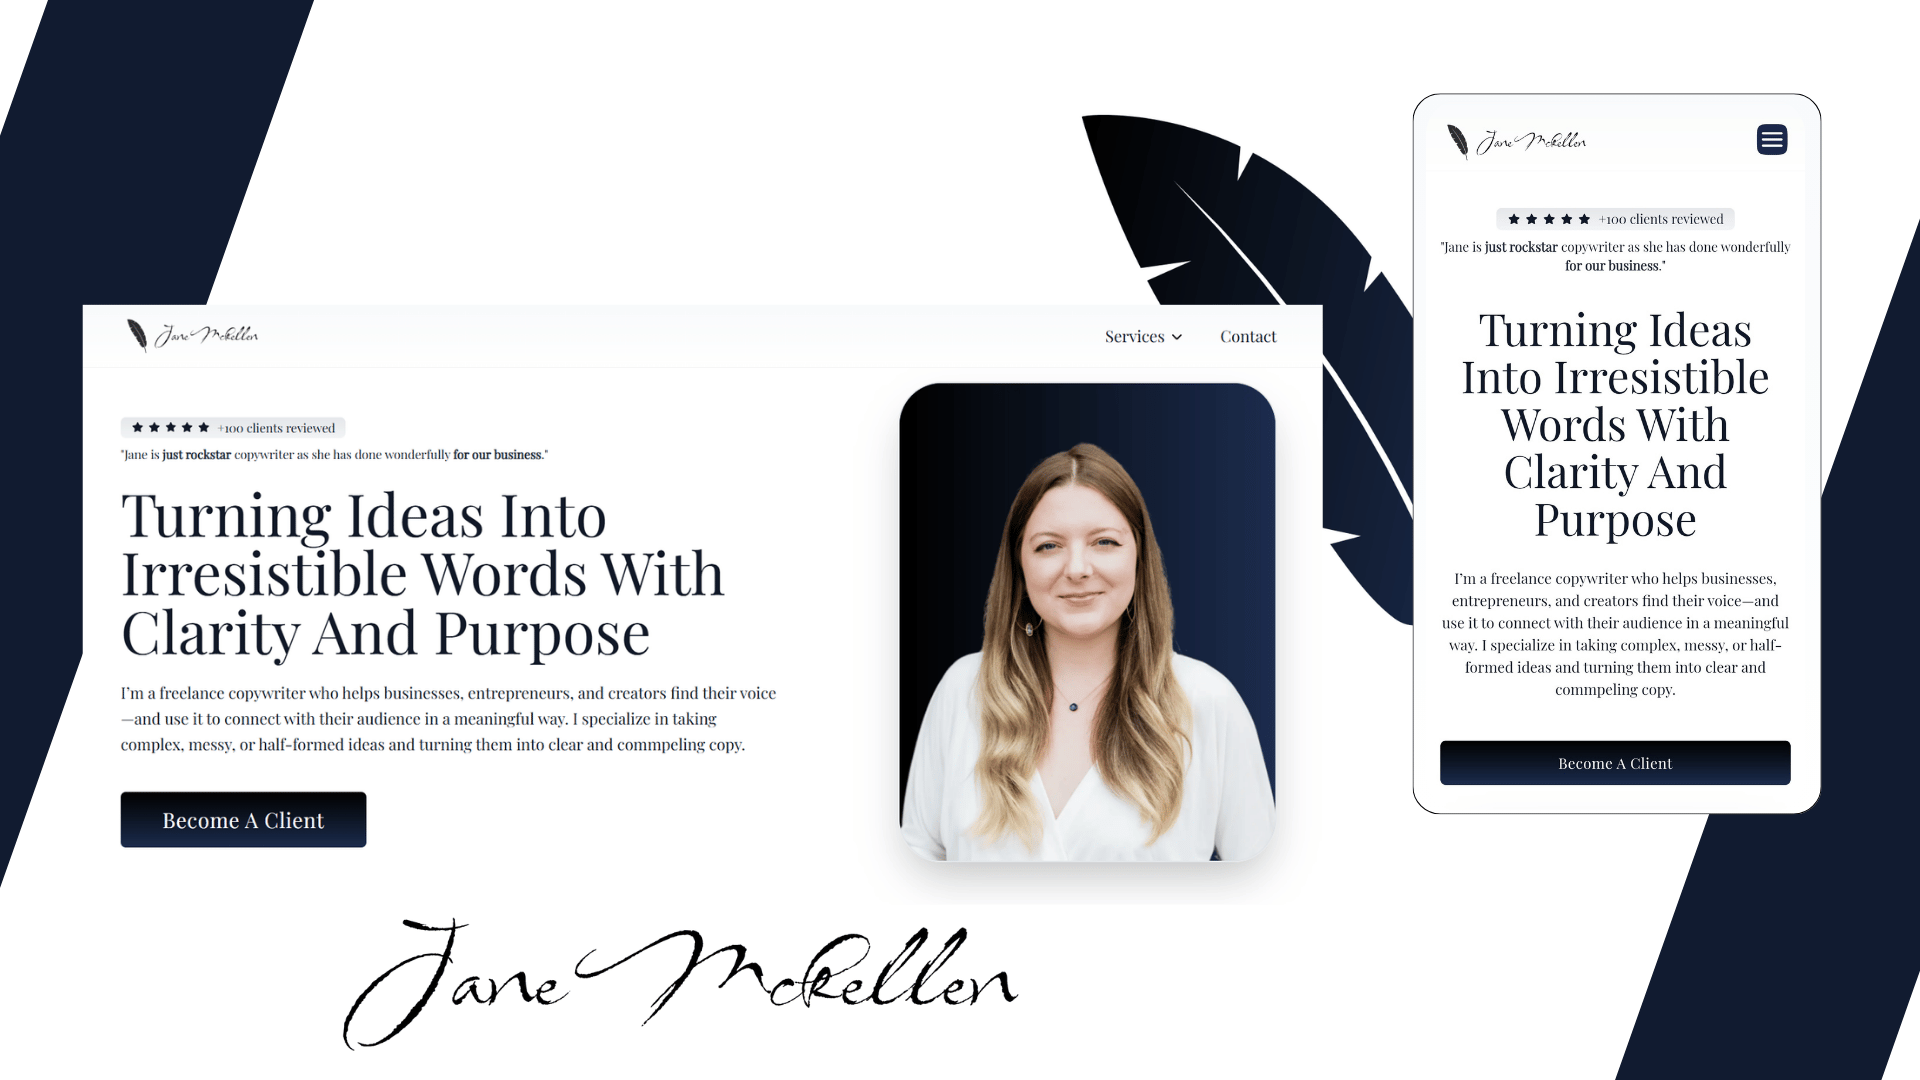 Jane Mckellen
Services
Contact
+100 clients reviewed
"Jane is just rockstar copywriter as she has done wonderfully for our business."
Turning Ideas Into
Irresistible Words With
Clarity And Purpose
I'm a freelance copywriter who helps businesses, entrepreneurs, and creators find their voice
—and use it to connect with their audience in a meaningful way. I specialize in taking
complex, messy, or half-formed ideas and turning them into clear and commpeling copy.
Become A Client
Jane Mckellen
Jane Mckellen
+100 clients reviewed
"Jane is just rockstar copywriter as she has done wonderfully
for our business."
Turning Ideas
Into Irresistible
Words With
Clarity And
Purpose
I'm a freelance copywriter who helps businesses,
entrepreneurs, and creators find their voice—and
use it to connect with their audience in a meaningful
way. I specialize in taking complex, messy, or half-
formed ideas and turning them into clear and
commpeling copy.
Become A Client